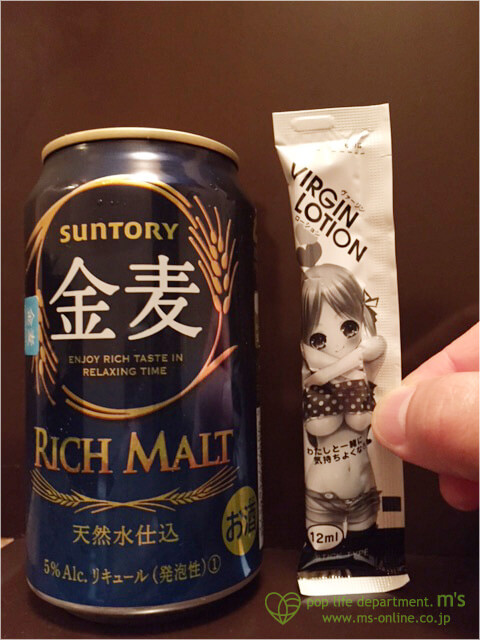 SUNTORY
金麦
ENJOY RICH TASTE IN
RELAXING TIME
RICH MALT
天然水仕込
お酒
5% Alc. リキュール(発泡性)①
VIRGIN
ヴァージン
LOTION
ローション
わたしと一緒に
気持ちよくな
12ml
pop life department. m's
www.ms-online.co.jp